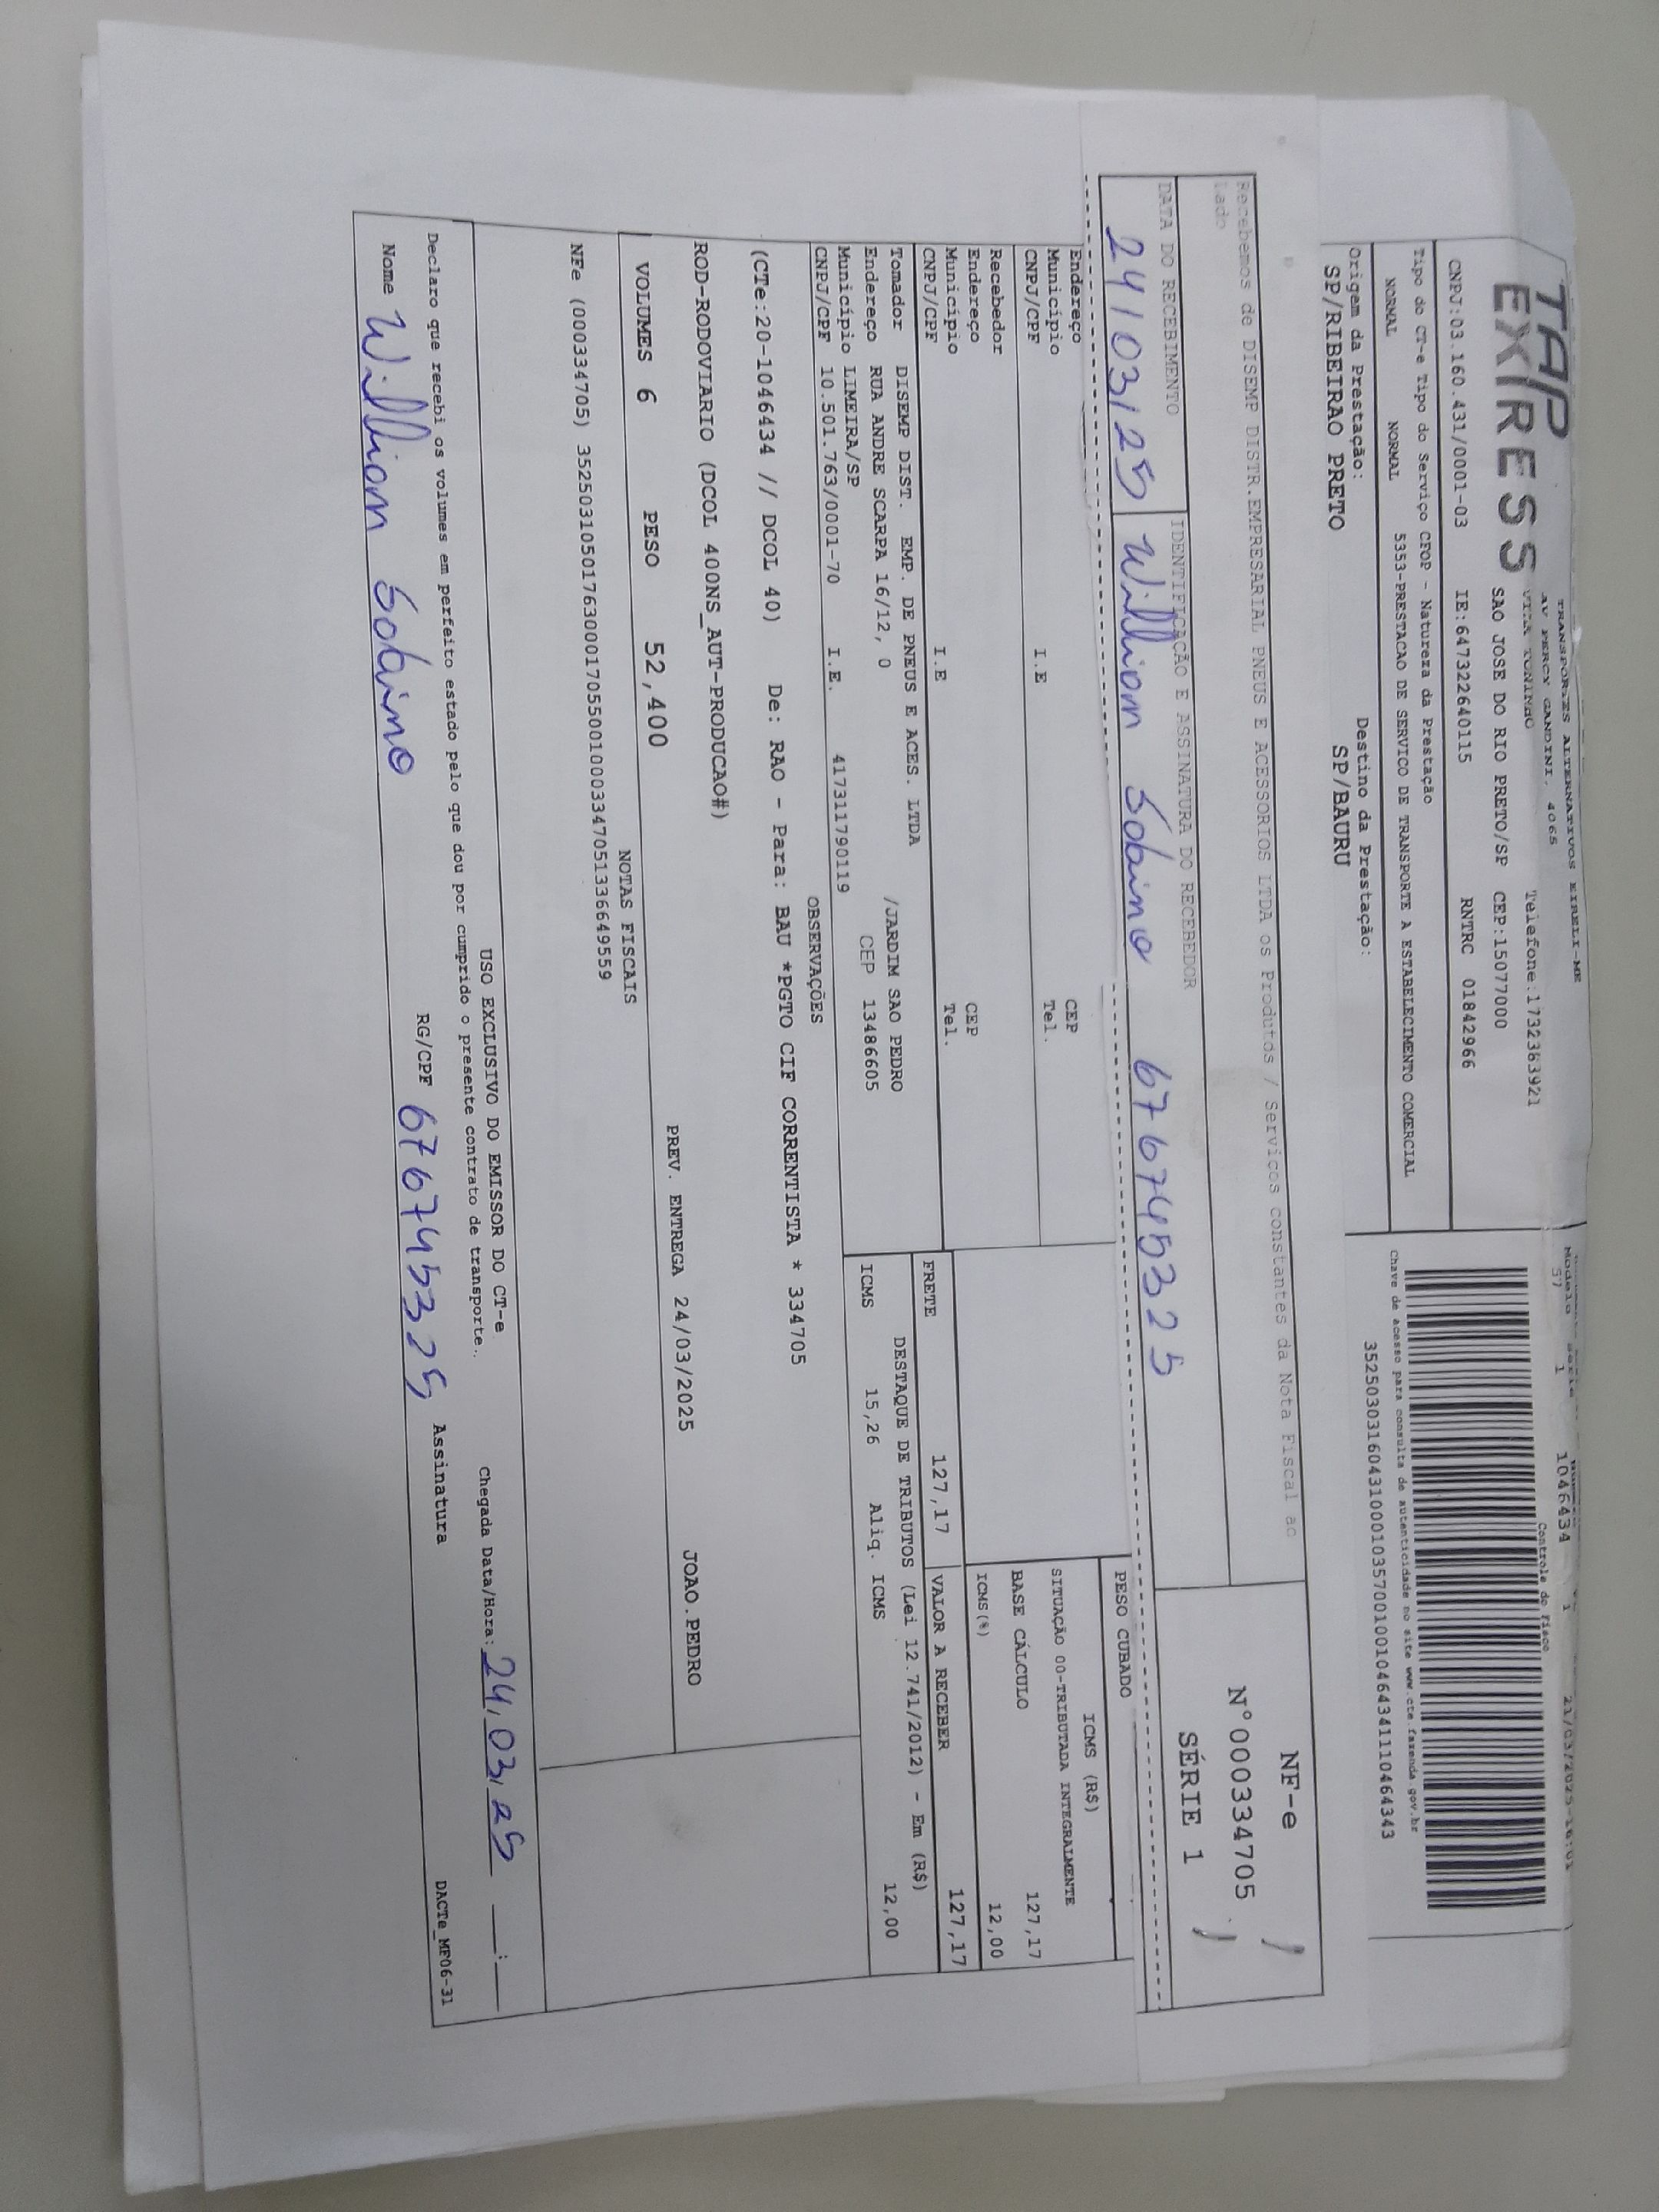 TAP
EXPRESS
TRANSPORTES ALTERNATIVOS EIRELI-ME
AV PERCY GANDINI, 4065
VILA TONINHO Telefone:1732363921
SAO JOSE DO RIO PRETO/SP CEP:15077000
CNPJ:03.160.431/0001-03 IE:647322640115 RNTRC 01842966
Tipo do CT-e Tipo do Serviço CFOP - Natureza da Prestação
NORMAL NORMAL 5353-PRESTACAO DE SERVICO DE TRANSPORTE A ESTABELECIMENTO COMERCIAL
Origem da Prestação: Destino da Prestação:
SP/RIBEIRAO PRETO SP/BAURU
Modelo
57 1 1046434 1 21/03/2025-16:01
Controle do Fisco
Chave de acesso para consulta de autenticidade no site www.cte.fazenda.gov.br
35250303160431000103570010010464341110464343
Recebemos de DISEMP DISTR.EMPRESARIAL PNEUS E ACESSORIOS LTDA os Produtos / Serviços constantes da Nota Fiscal ao
lado
DATA DO RECEBIMENTO IDENTIFICAÇÃO E ASSINATURA DO RECEBEDOR
24/03/25 Willian Sabino 676745325
NF-e
N°000334705
SÉRIE 1
Endereço
Município CEP
CNPJ/CPF I.E Tel.
Recebedor
Endereço
Município CEP
CNPJ/CPF I.E Tel.
Tomador DISEMP DIST. EMP. DE PNEUS E ACES. LTDA
Endereço RUA ANDRE SCARPA 16/12, 0 /JARDIM SAO PEDRO
Município LIMEIRA/SP CEP 13486605
CNPJ/CPF 10.501.763/0001-70 I.E. 417311790119
PESO CUBADO
ICMS (R$)
SITUAÇÃO 00-TRIBUTADA INTEGRALMENTE
BASE CÁLCULO 127,17
ICMS(%) 12,00
FRETE 127,17 VALOR A RECEBER 127,17
DESTAQUE DE TRIBUTOS (Lei 12.741/2012) - Em (R$)
ICMS 15,26 Aliq. ICMS 12,00
OBSERVAÇÕES
(CTe:20-1046434 // DCOL 40) De: RAO - Para: BAU *PGTO CIF CORRENTISTA * 334705
ROD-RODOVIARIO (DCOL 400NS_AUT-PRODUCAO#)
VOLUMES 6 PESO 52,400 PREV. ENTREGA 24/03/2025 JOAO.PEDRO
NOTAS FISCAIS
NFe (000334705) 35250310501763000170550010003347051336649559
USO EXCLUSIVO DO EMISSOR DO CT-e
Declaro que recebi os volumes em perfeito estado pelo que dou por cumprido o presente contrato de transporte.. Chegada Data/Hora: 24/03/25 __:__
Nome Willian Sabino RG/CPF 676745325 Assinatura
DACTe_MF06-31